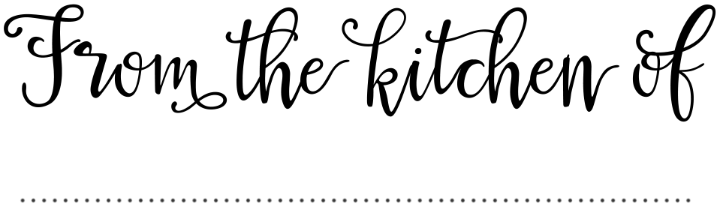 From the kitchen of